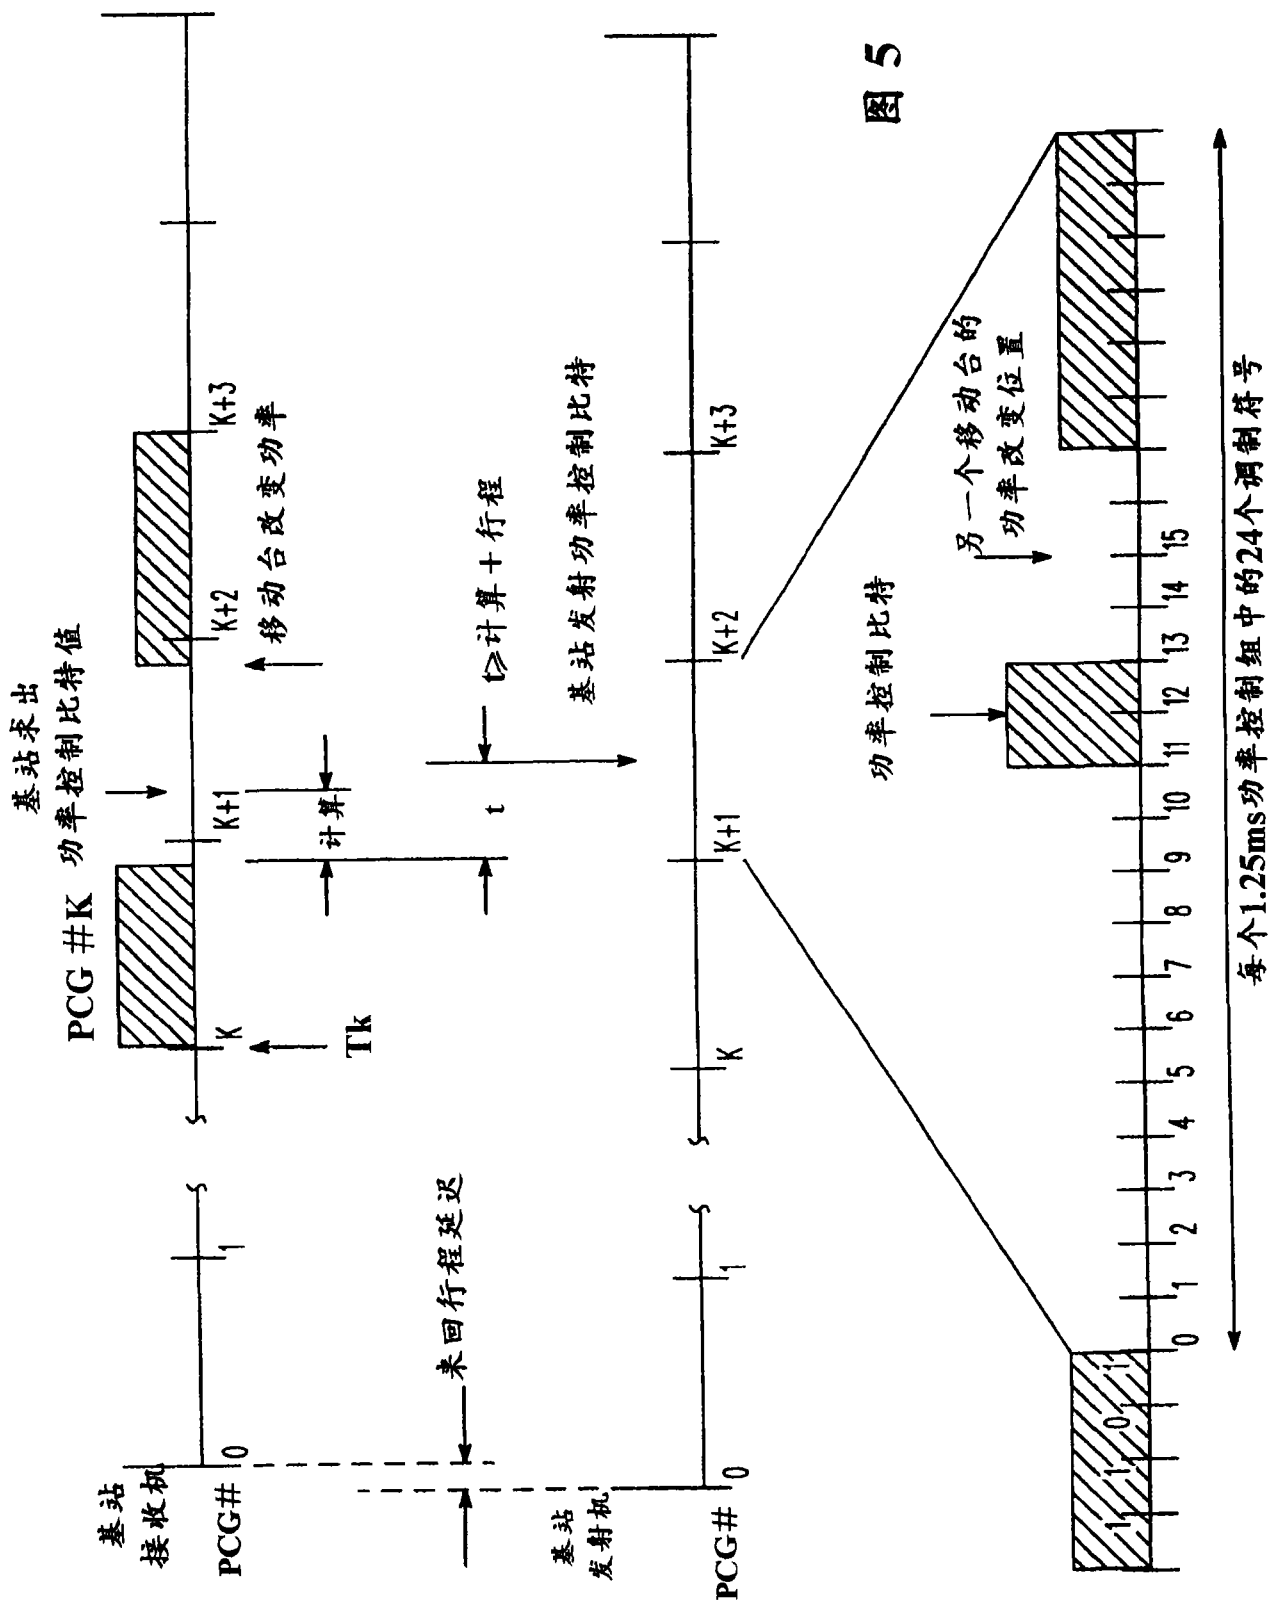 基站
接收机
PCG#
0
1
K
K+1
K+2
K+3
PCG #K
基站求出
功率控制比特值
Tk
计算
移动台改变功率
来回行程延迟
t
t≥计算+行程
基站发射功率控制比特
基站
发射机
PCG#
0
1
K
K+1
K+2
K+3
图 5
功率控制比特
另一个移动台的
功率改变位置
1 1 0 1
0 1 2 3 4 5 6 7 8 9 10 11 12 13 14 15
每个1.25ms功率控制组中的24个调制符号